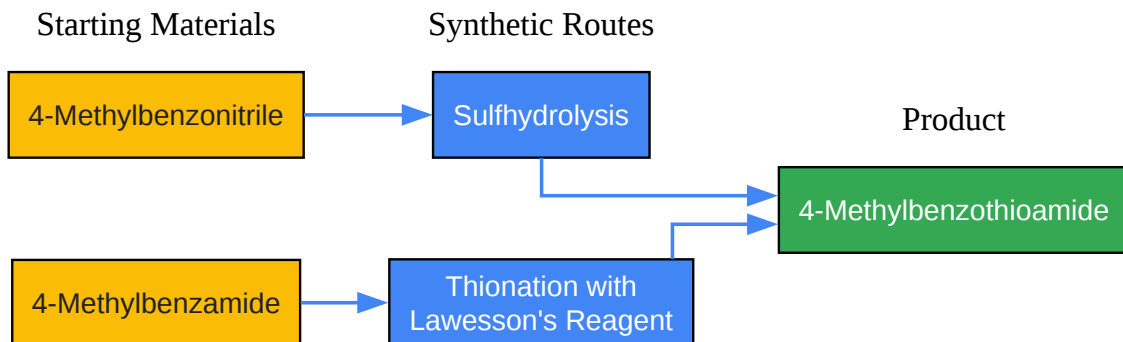 Starting Materials
Synthetic Routes
4-Methylbenzonitrile
Sulfhydrolysis
Product
4-Methylbenzothioamide
4-Methylbenzamide
Thionation with
Lawesson's Reagent